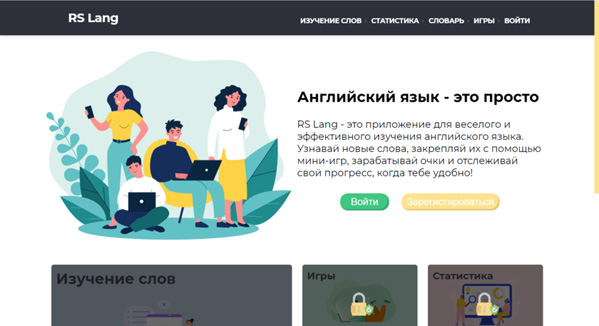 RS Lang
ИЗУЧЕНИЕ СЛОВ СТАТИСТИКА СЛОВАРЬ ИГРЫ ВОЙТИ
Английский язык - это просто
RS Lang - это приложение для веселого и
эффективного изучения английского языка.
Узнавай новые слова, закрепляй их с помощью
мини-игр, зарабатывай очки и отслеживай
свой прогресс, когда тебе удобно!
Войти
Зарегистрироваться
Изучение слов
Игры
Статистика